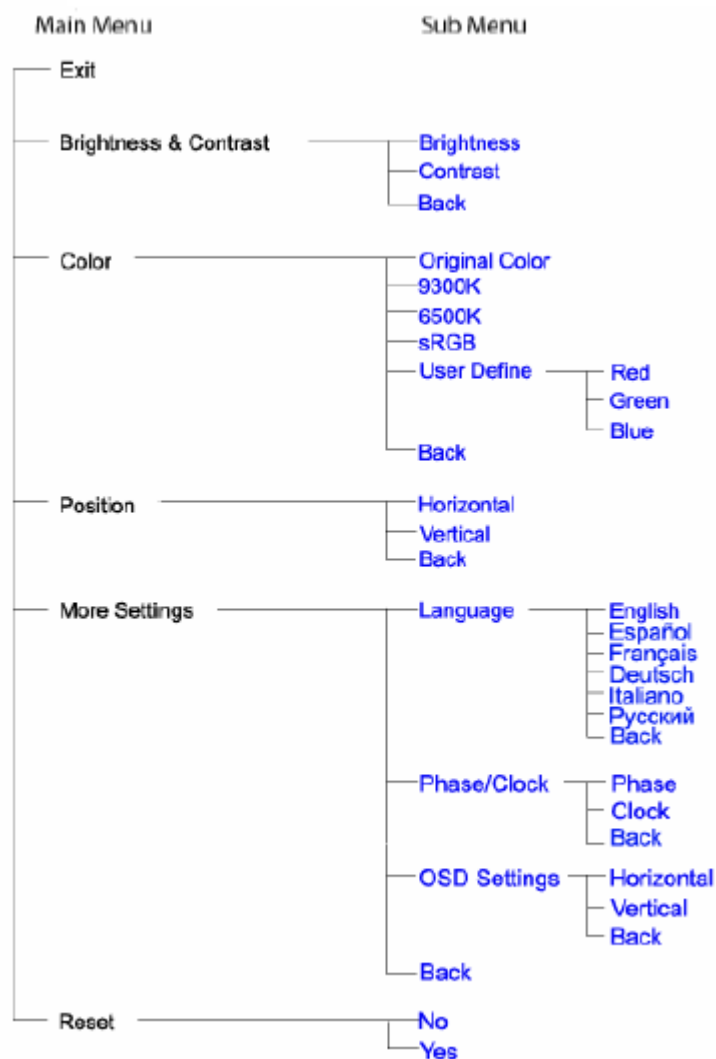 Main Menu Sub Menu
Exit
Brightness & Contrast Brightness
Contrast
Back
Color Original Color
9300K
6500K
sRGB
User Define Red
Green
Blue
Back
Position Horizontal
Vertical
Back
More Settings Language English
Español
Français
Deutsch
Italiano
Русский
Back
Phase/Clock Phase
Clock
Back
OSD Settings Horizontal
Vertical
Back
Back
Reset No
Yes